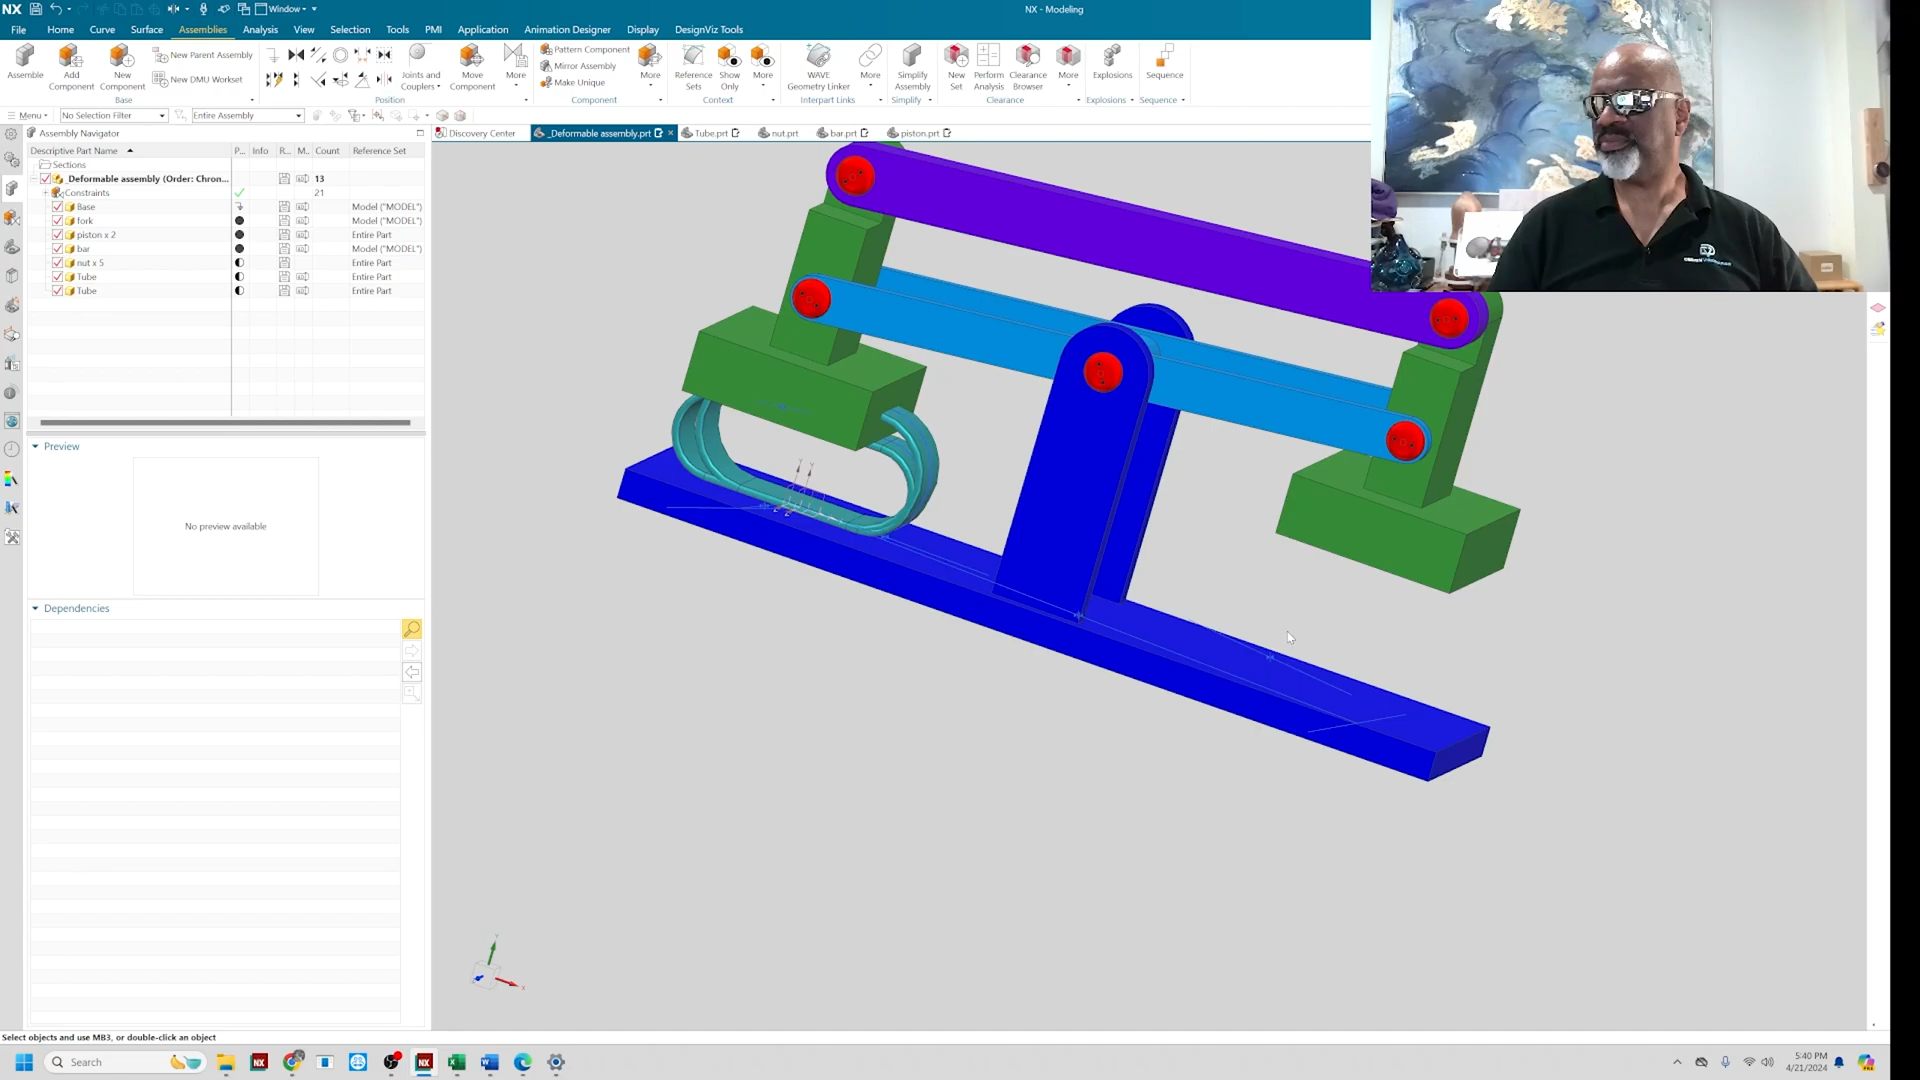 NX
Window
NX - Modeling
File Home Curve Surface Assemblies Analysis View Selection Tools PMI Application Animation Designer Display DesignViz Tools
Assemble
Add Component
New Component
New Parent Assembly
New DMU Workset
Joints and Couplers
Move Component
More
Pattern Component
Mirror Assembly
Make Unique
More
Reference Sets
Show Only
More
WAVE Geometry Linker
More
Simplify Assembly
New Set
Perform Analysis
Clearance Browser
More
Explosions
Sequence
Base Position Component Context Interpart Links Simplify Clearance Explosions Sequence
Menu No Selection Filter Entire Assembly
Assembly Navigator
Discovery Center _Deformable assembly.prt Tube.prt nut.prt bar.prt piston.prt
Descriptive Part Name P... Info R... M... Count Reference Set
Sections
_Deformable assembly (Order: Chron... 13
Constraints 21
Base Model ("MODEL")
fork Model ("MODEL")
piston x 2 Entire Part
bar Model ("MODEL")
nut x 5 Entire Part
Tube Entire Part
Tube Entire Part
Preview
No preview available
Dependencies
Select objects and use MB3, or double-click an object
Search
5:40 PM
4/21/2024